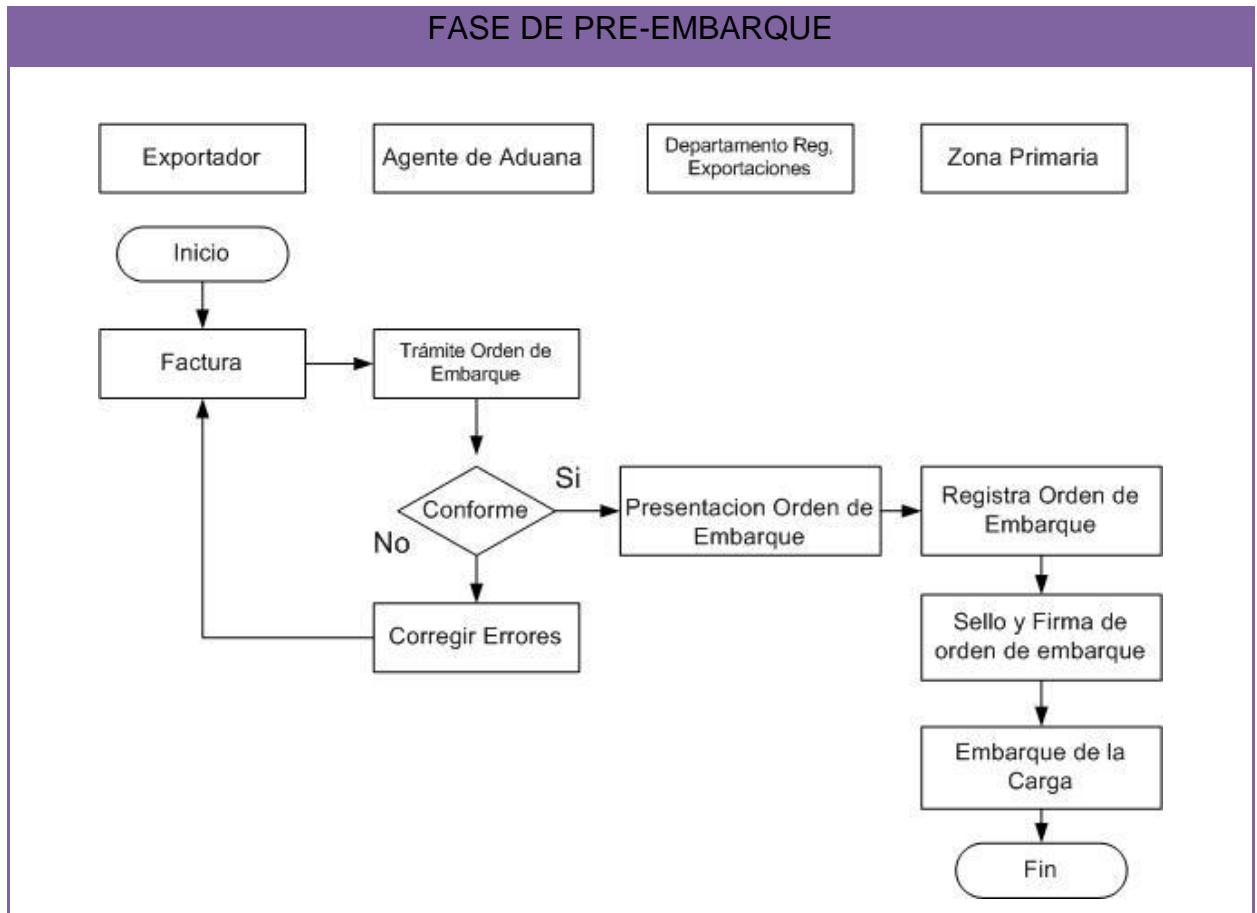 FASE DE PRE-EMBARQUE
Exportador
Agente de Aduana
Departamento Reg,
Exportaciones
Zona Primaria
Inicio
Factura
Trámite Orden de
Embarque
Conforme
Si
No
Presentacion Orden de
Embarque
Registra Orden de
Embarque
Corregir Errores
Sello y Firma de
orden de embarque
Embarque de la
Carga
Fin